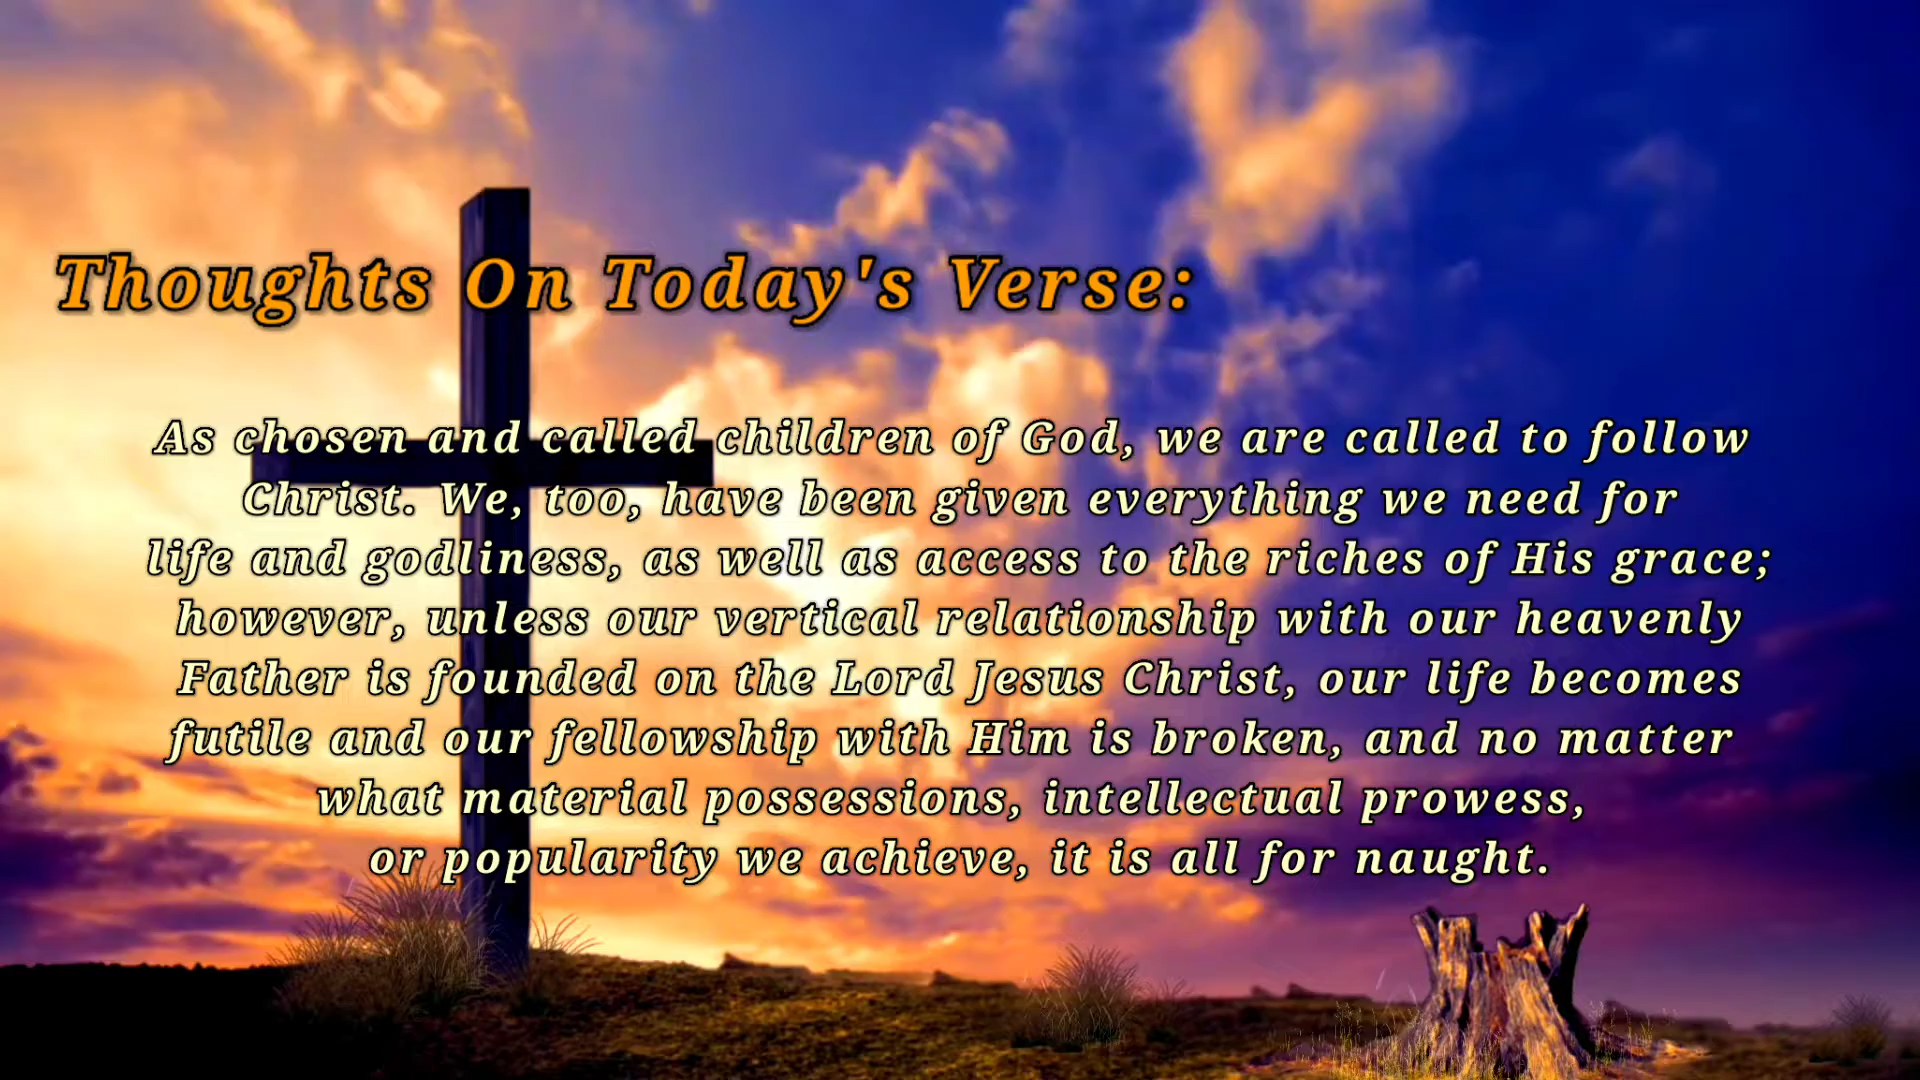 Thoughts On Today's Verse:
As chosen and called children of God, we are called to follow
Christ. We, too, have been given everything we need for
life and godliness, as well as access to the riches of His grace;
however, unless our vertical relationship with our heavenly
Father is founded on the Lord Jesus Christ, our life becomes
futile and our fellowship with Him is broken, and no matter
what material possessions, intellectual prowess,
or popularity we achieve, it is all for naught.